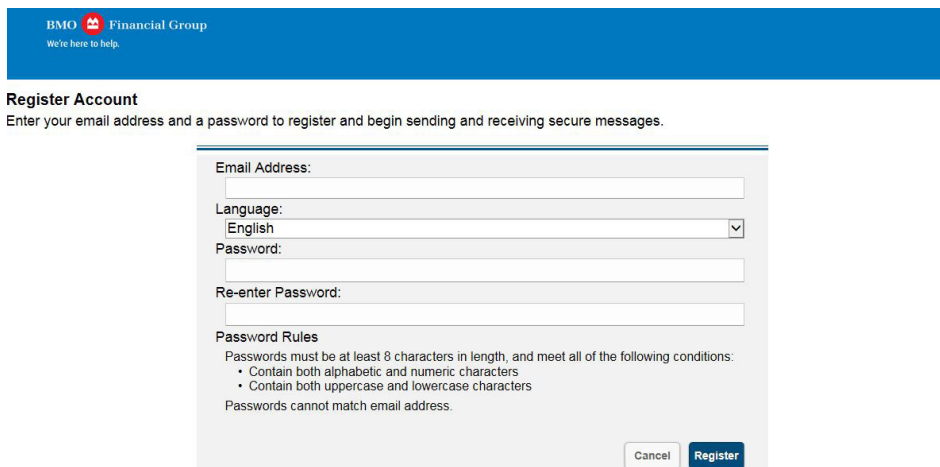 BMO Financial Group
We're here to help.
Register Account
Enter your email address and a password to register and begin sending and receiving secure messages.
Email Address:
Language:
English
Password:
Re-enter Password:
Password Rules
Passwords must be at least 8 characters in length, and meet all of the following conditions:
• Contain both alphabetic and numeric characters
• Contain both uppercase and lowercase characters
Passwords cannot match email address.
Cancel Register